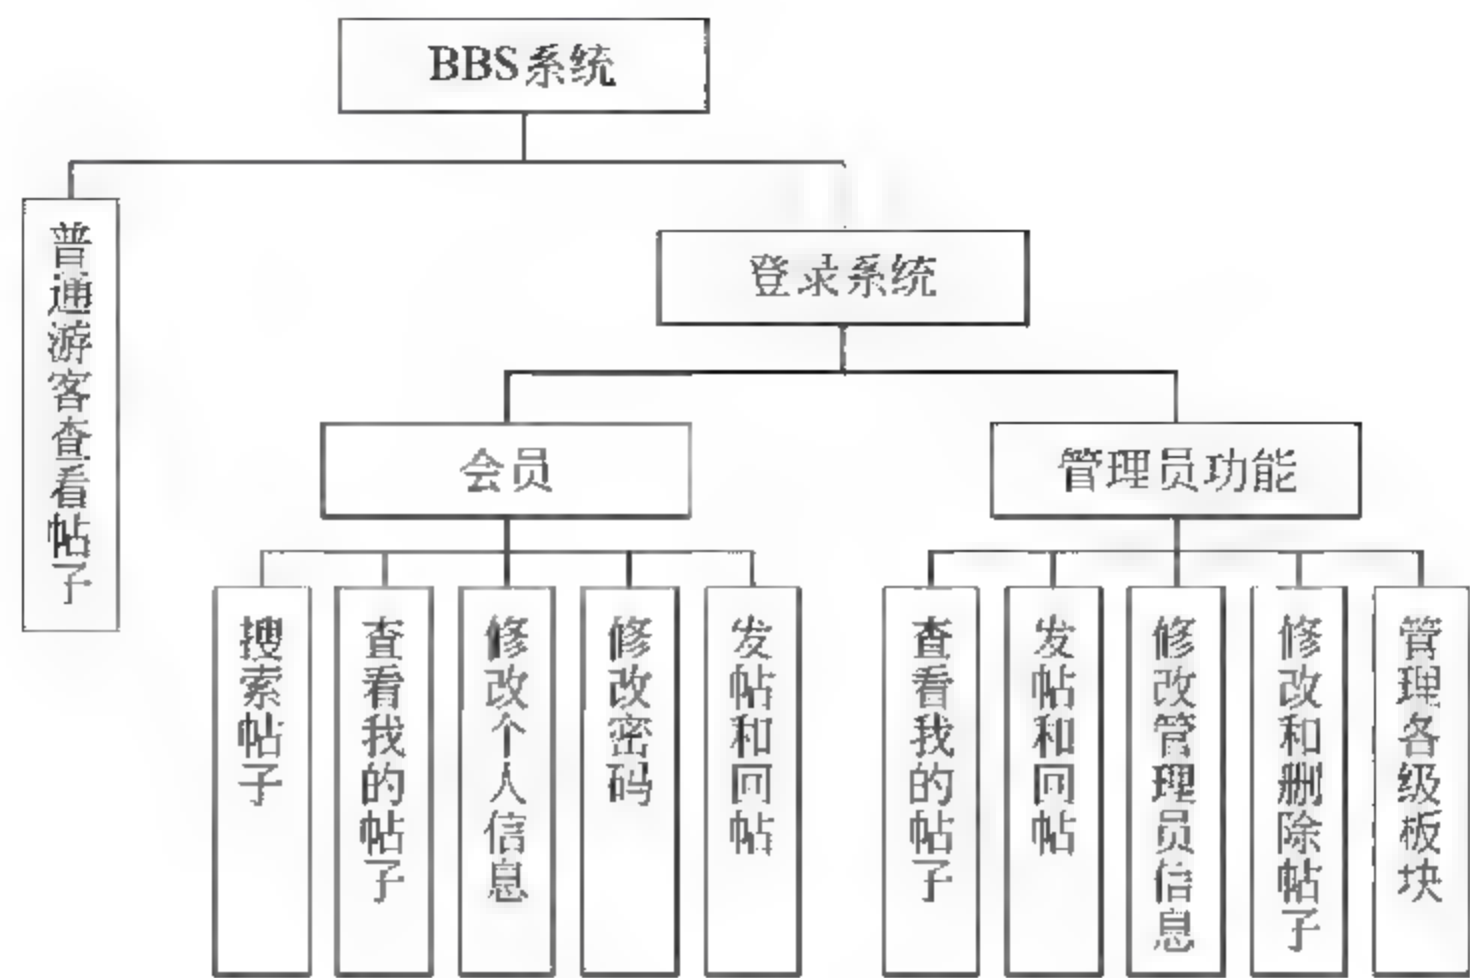 BBS系统
普通游客查看帖子
登录系统
会员
管理员功能
搜索帖子
查看我的帖子
修改个人信息
修改密码
发帖和回帖
查看我的帖子
发帖和回帖
修改管理员信息
修改和删除帖子
管理各级板块